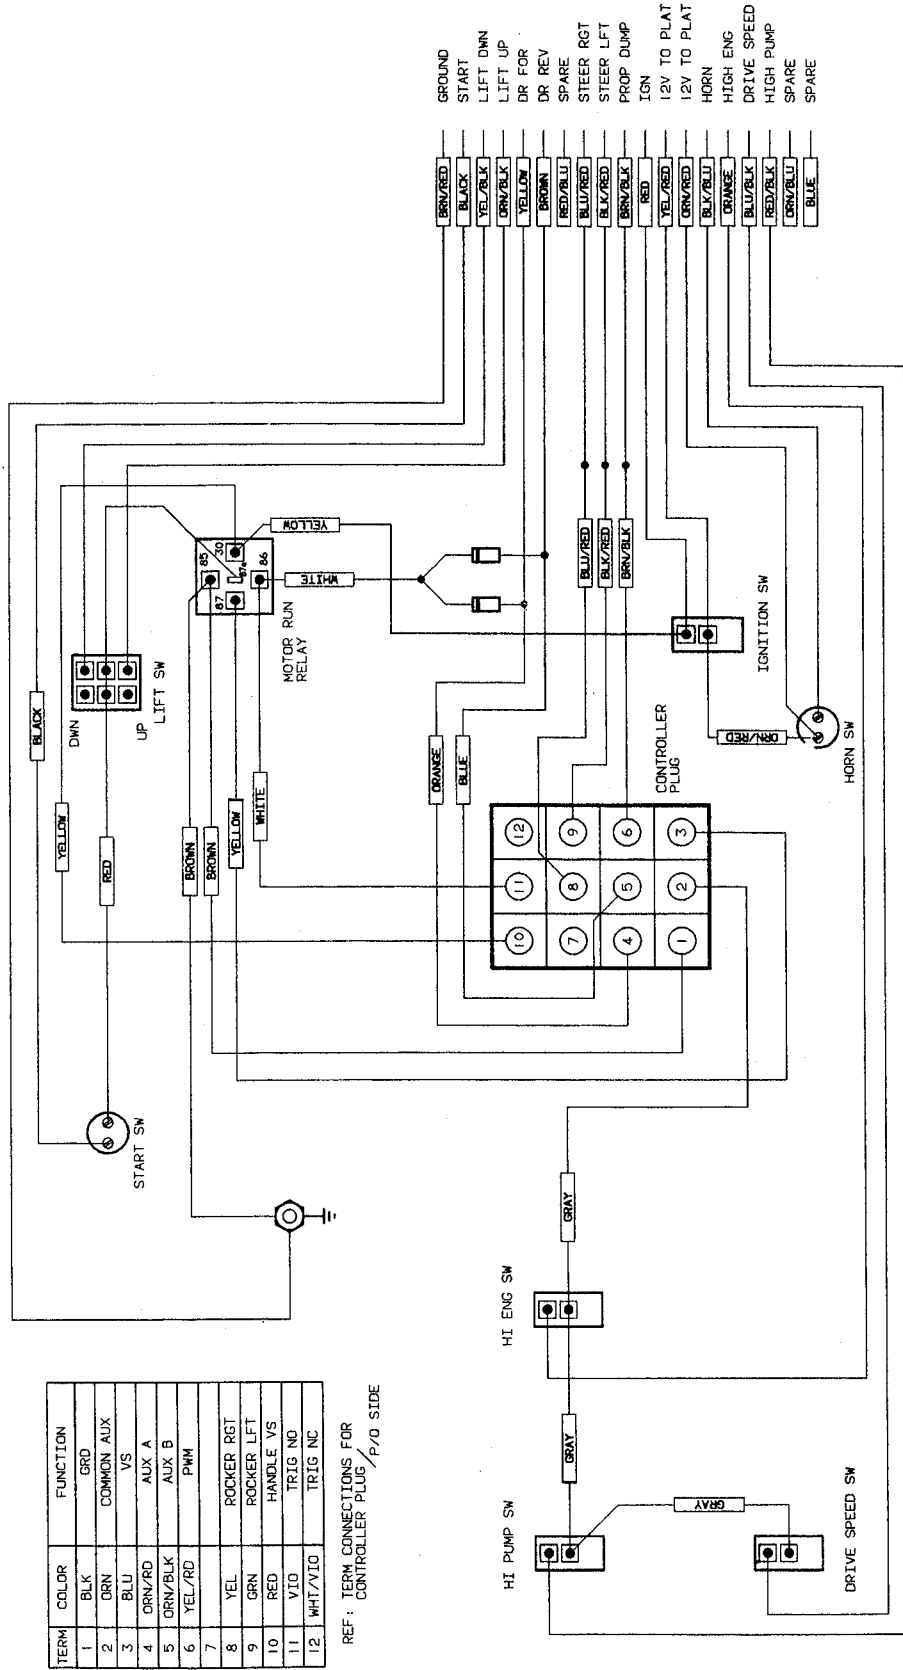 GROUND
START
LIFT DWN
LIFT UP
DR FOR
DR REV
SPARE
STEER RGT
STEER LFT
PROP DUMP
IGN
12V TO PLAT
12V TO PLAT
HORN
HIGH ENG
DRIVE SPEED
HIGH PUMP
SPARE
SPARE
BRN/RED
BLACK
YEL/BLK
ORN/BLK
YELLOW
BROWN
RED/BLU
BLU/RED
BLK/RED
BRN/BLK
RED
YEL/RED
ORN/RED
BLK/BLU
ORANGE
BLU/BLK
RED/BLK
ORN/BLU
BLUE
85
30
87a
87
86
MOTOR RUN
RELAY
YELLOW
WHITE
BLU/RED
BLK/RED
BRN/BLK
DWN
UP
LIFT SW
IGNITION SW
BLACK
YELLOW
RED
BROWN
BROWN
YELLOW
WHITE
ORANGE
BLUE
CONTROLLER
PLUG
ORN/RED
HORN SW
12
9
6
3
11
8
5
2
10
7
4
1
START SW
GRAY
HI ENG SW
GRAY
HI PUMP SW
GRAY
DRIVE SPEED SW
TERM COLOR FUNCTION
1 BLK GRD
2 ORN COMMON AUX
3 BLU VS
4 ORN/RD AUX A
5 ORN/BLK AUX B
6 YEL/RD PWM
7
8 YEL ROCKER RGT
9 GRN ROCKER LFT
10 RED HANDLE VS
11 VIO TRIG NO
12 WHT/VIO TRIG NC
REF: TERM CONNECTIONS FOR
CONTROLLER PLUG / P/O SIDE